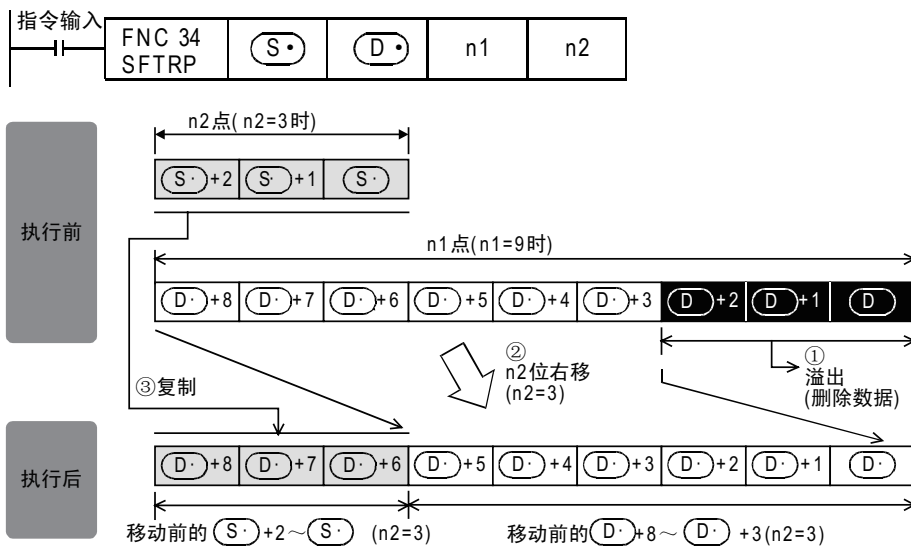 指令输入
FNC 34
SFTRP
S·
D·
n1
n2
n2点(n2=3时)
执行前
S·+2 S·+1 S·
n1点(n1=9时)
D·+8 D·+7 D·+6 D·+5 D·+4 D·+3 D+2 D+1 D
③复制
②
n2位右移
(n2=3)
①
溢出
(删除数据)
执行后
D·+8 D·+7 D·+6 D·+5 D·+4 D·+3 D·+2 D·+1 D·
移动前的S·+2～S· (n2=3)
移动前的D·+8～D·+3(n2=3)